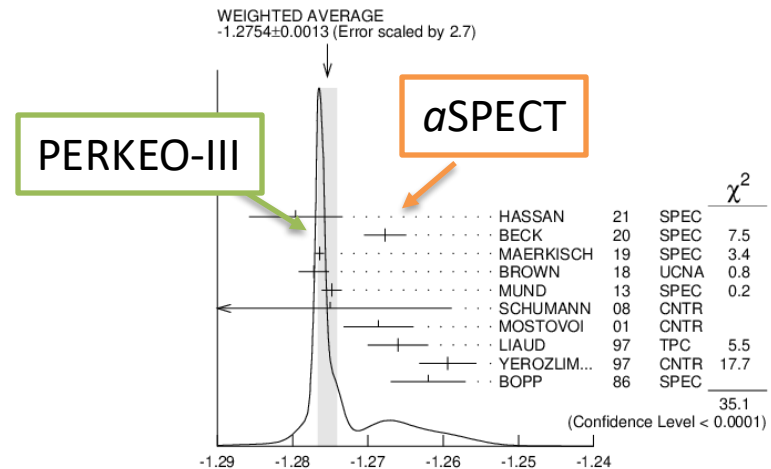 WEIGHTED AVERAGE
-1.2754±0.0013 (Error scaled by 2.7)
PERKEO-III
aSPECT
χ2
HASSAN 21 SPEC
BECK 20 SPEC 7.5
MAERKISCH 19 SPEC 3.4
BROWN 18 UCNA 0.8
MUND 13 SPEC 0.2
SCHUMANN 08 CNTR
MOSTOVOI 01 CNTR
LIAUD 97 TPC 5.5
YEROZLIM... 97 CNTR 17.7
BOPP 86 SPEC
35.1
(Confidence Level < 0.0001)
-1.29 -1.28 -1.27 -1.26 -1.25 -1.24